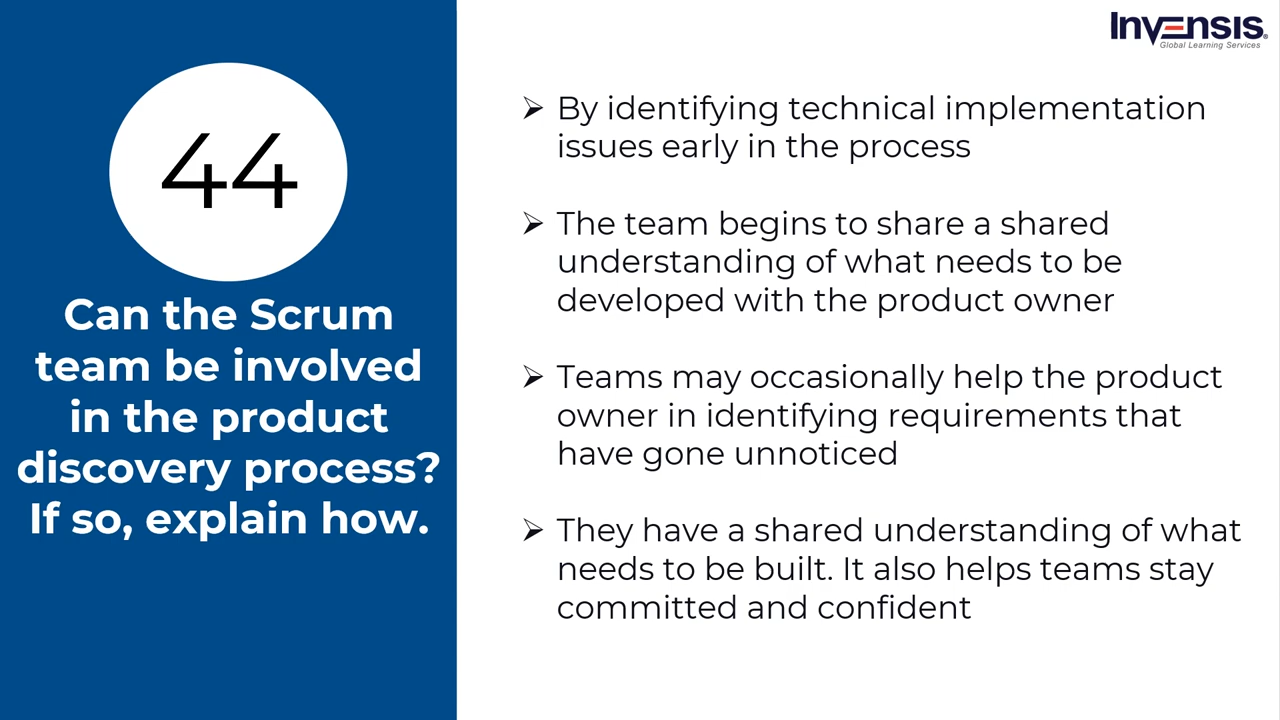 Invensis
Global Learning Services
44
Can the Scrum
team be involved
in the product
discovery process?
If so, explain how.
➢ By identifying technical implementation
issues early in the process
➢ The team begins to share a shared
understanding of what needs to be
developed with the product owner
➢ Teams may occasionally help the product
owner in identifying requirements that
have gone unnoticed
➢ They have a shared understanding of what
needs to be built. It also helps teams stay
committed and confident